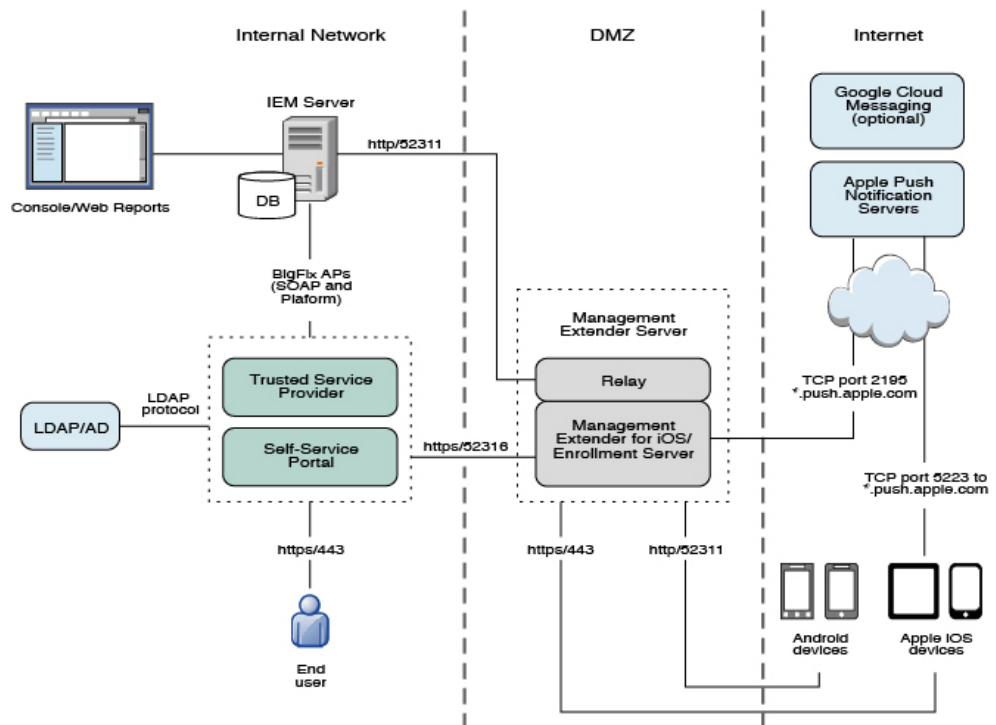 Internal Network
DMZ
Internet
IEM Server
Google Cloud
Messaging
(optional)
http/52311
DB
Console/Web Reports
Apple Push
Notification
Servers
BigFix APs
(SOAP and
Plaform)
Management
Extender Server
Trusted Service
Provider
Relay
TCP port 2195
*.push.apple.com
LDAP
protocol
LDAP/AD
Self-Service
Portal
https/52316
Management
Extender for iOS/
Enrollment Server
TCP port 5223 to
*.push.apple.com
https/443
https/443
http/52311
Android
devices
Apple iOS
devices
End
user